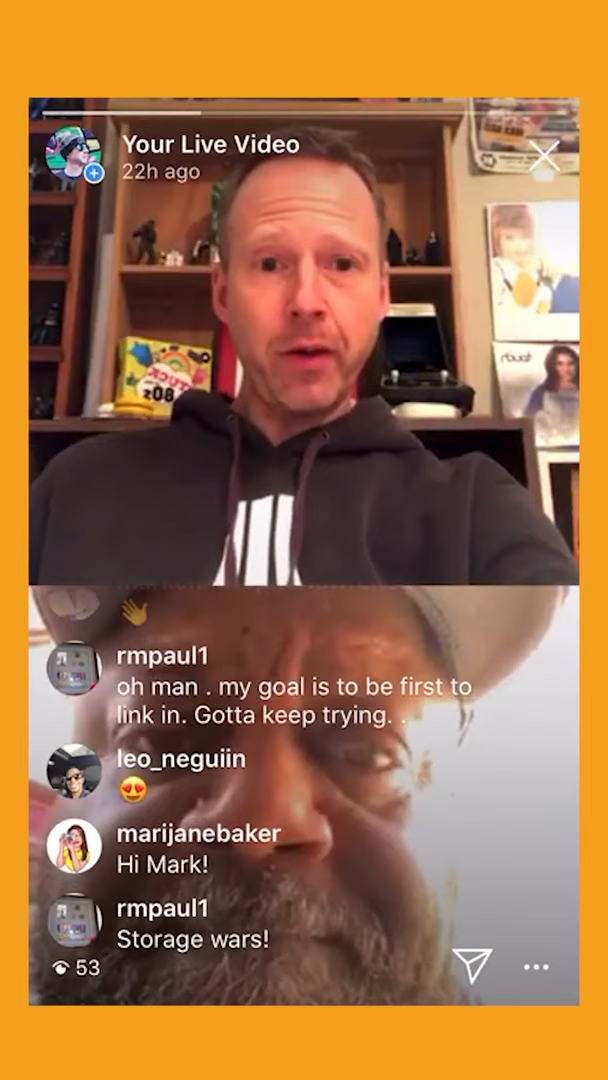 Your Live Video
22h ago
touch
rmpaul1
oh man . my goal is to be first to
link in. Gotta keep trying. .
leo_neguiin
😍
marijanebaker
Hi Mark!
rmpaul1
Storage wars!
53